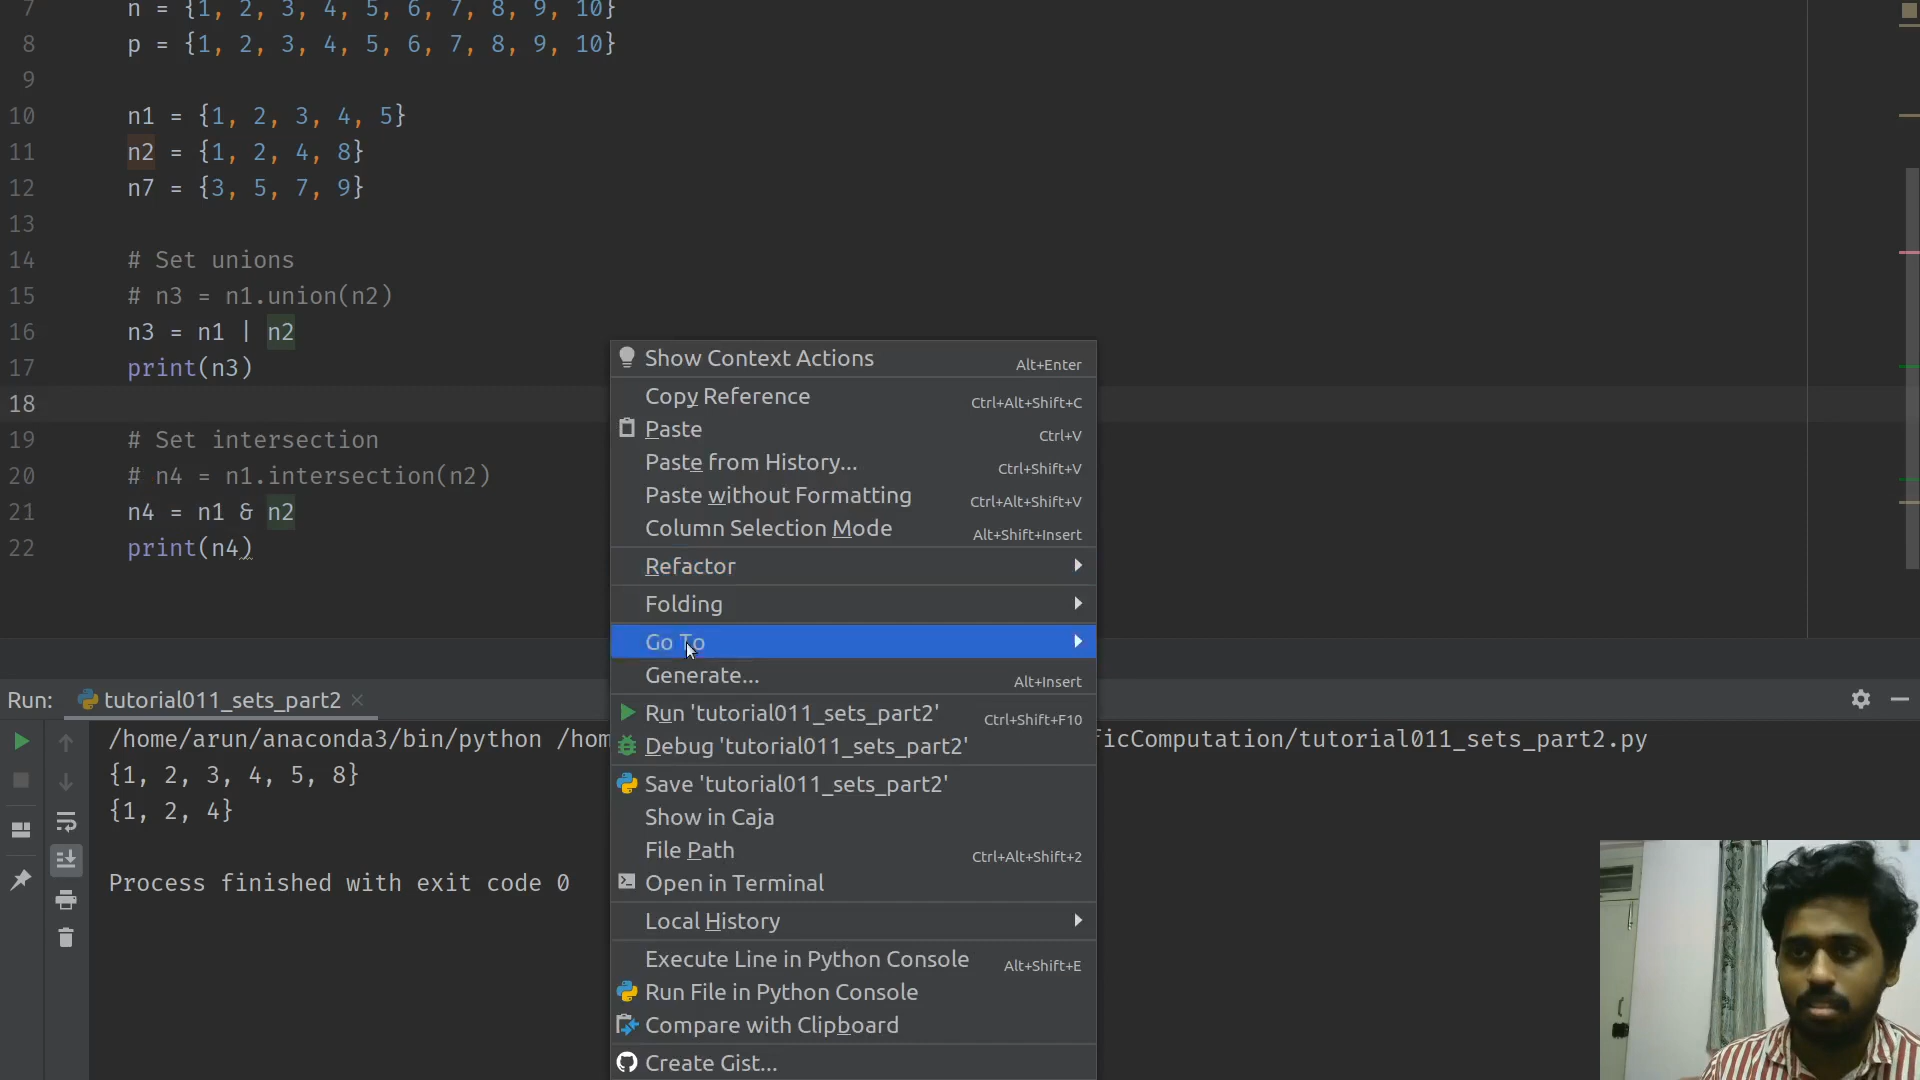 7 n = {1, 2, 3, 4, 5, 6, 7, 8, 9, 10}
8 p = {1, 2, 3, 4, 5, 6, 7, 8, 9, 10}
9
10 n1 = {1, 2, 3, 4, 5}
11 n2 = {1, 2, 4, 8}
12 n7 = {3, 5, 7, 9}
13
14 # Set unions
15 # n3 = n1.union(n2)
16 n3 = n1 | n2
17 print(n3)
18
19 # Set intersection
20 # n4 = n1.intersection(n2)
21 n4 = n1 & n2
22 print(n4)
Show Context Actions Alt+Enter
Copy Reference Ctrl+Alt+Shift+C
Paste Ctrl+V
Paste from History... Ctrl+Shift+V
Paste without Formatting Ctrl+Alt+Shift+V
Column Selection Mode Alt+Shift+Insert
Refactor
Folding
Go To
Generate... Alt+Insert
Run 'tutorial011_sets_part2' Ctrl+Shift+F10
Debug 'tutorial011_sets_part2'
Save 'tutorial011_sets_part2'
Show in Caja
File Path Ctrl+Alt+Shift+2
Open in Terminal
Local History
Execute Line in Python Console Alt+Shift+E
Run File in Python Console
Compare with Clipboard
Create Gist...
Run: tutorial011_sets_part2
/home/arun/anaconda3/bin/python /hom ficComputation/tutorial011_sets_part2.py
{1, 2, 3, 4, 5, 8}
{1, 2, 4}
Process finished with exit code 0